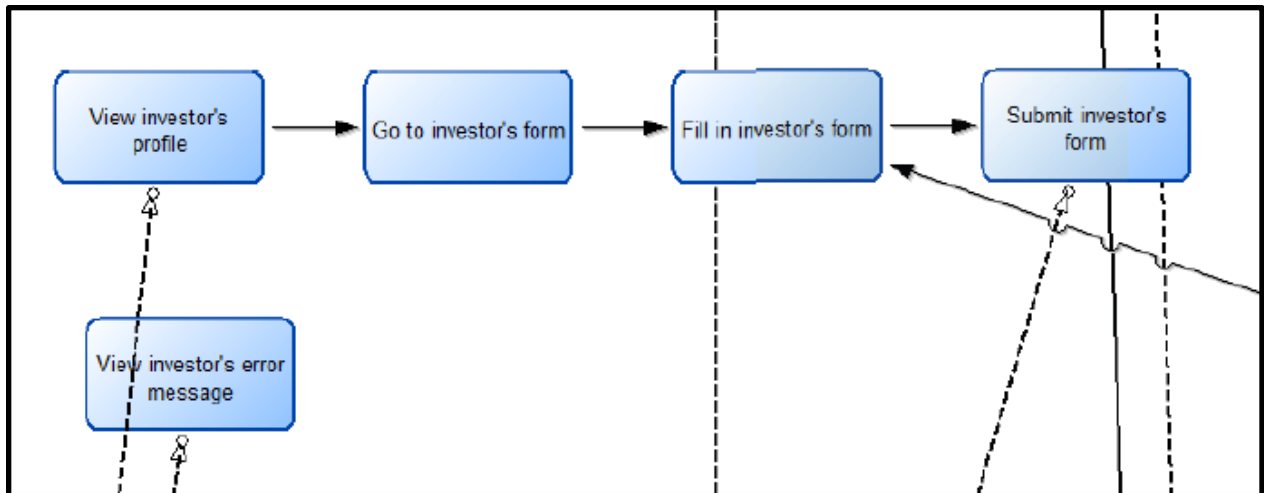 View investor's
profile
Go to investor's form
Fill in investor's form
Submit investor's
form
View investor's error
message